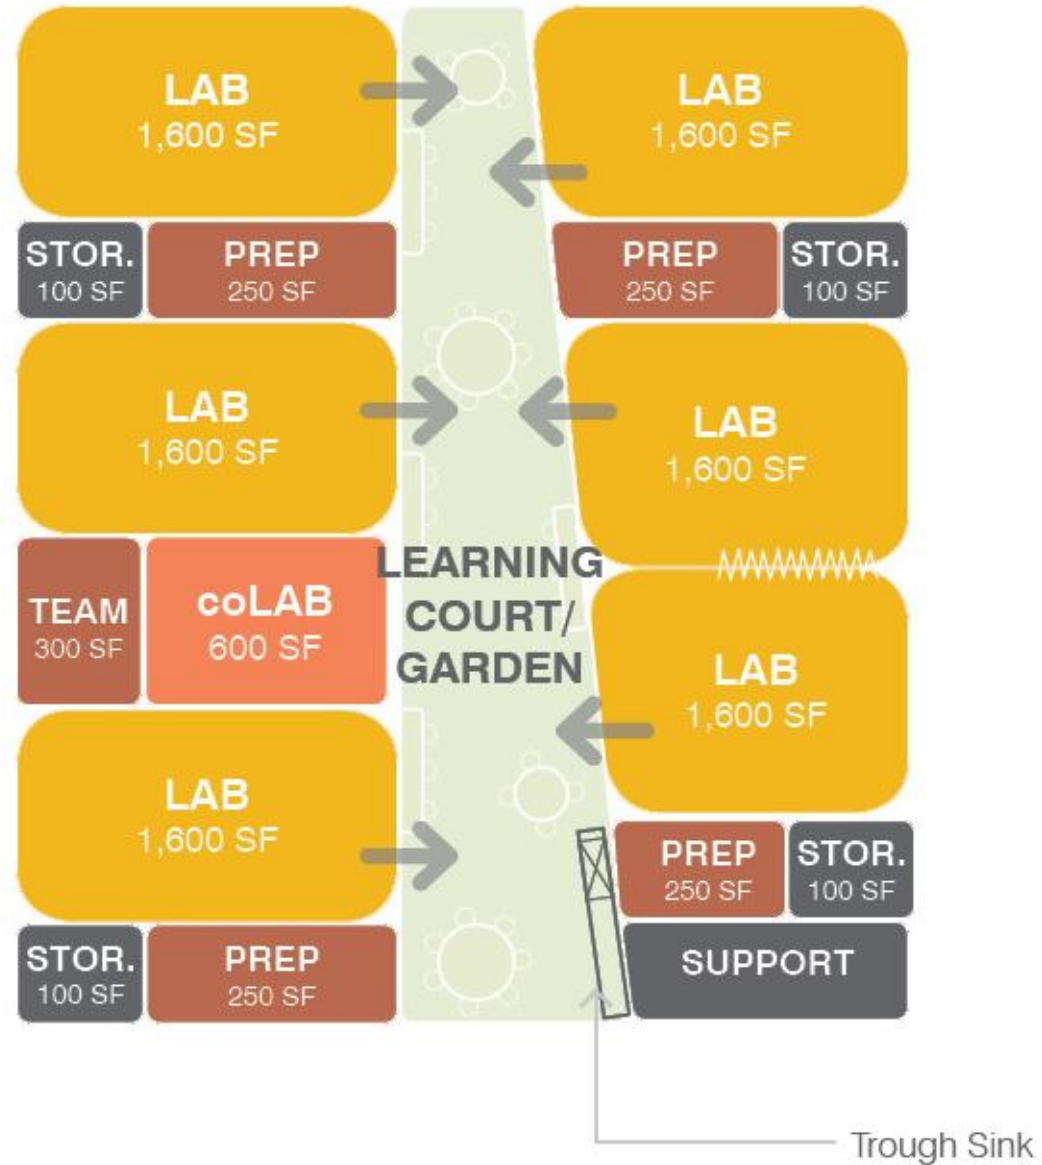 LAB
1,600 SF
LAB
1,600 SF
STOR.
100 SF
PREP
250 SF
PREP
250 SF
STOR.
100 SF
LAB
1,600 SF
LAB
1,600 SF
LEARNING
COURT/
GARDEN
TEAM
300 SF
coLAB
600 SF
LAB
1,600 SF
LAB
1,600 SF
PREP
250 SF
STOR.
100 SF
STOR.
100 SF
PREP
250 SF
SUPPORT
Trough Sink